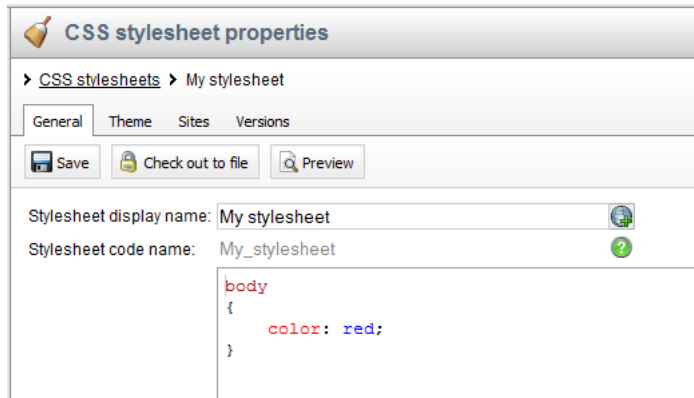 CSS stylesheet properties
CSS stylesheets My stylesheet
General Theme Sites Versions
Save Check out to file Preview
Stylesheet display name: My stylesheet
Stylesheet code name: My_stylesheet
body
{
color: red;
}